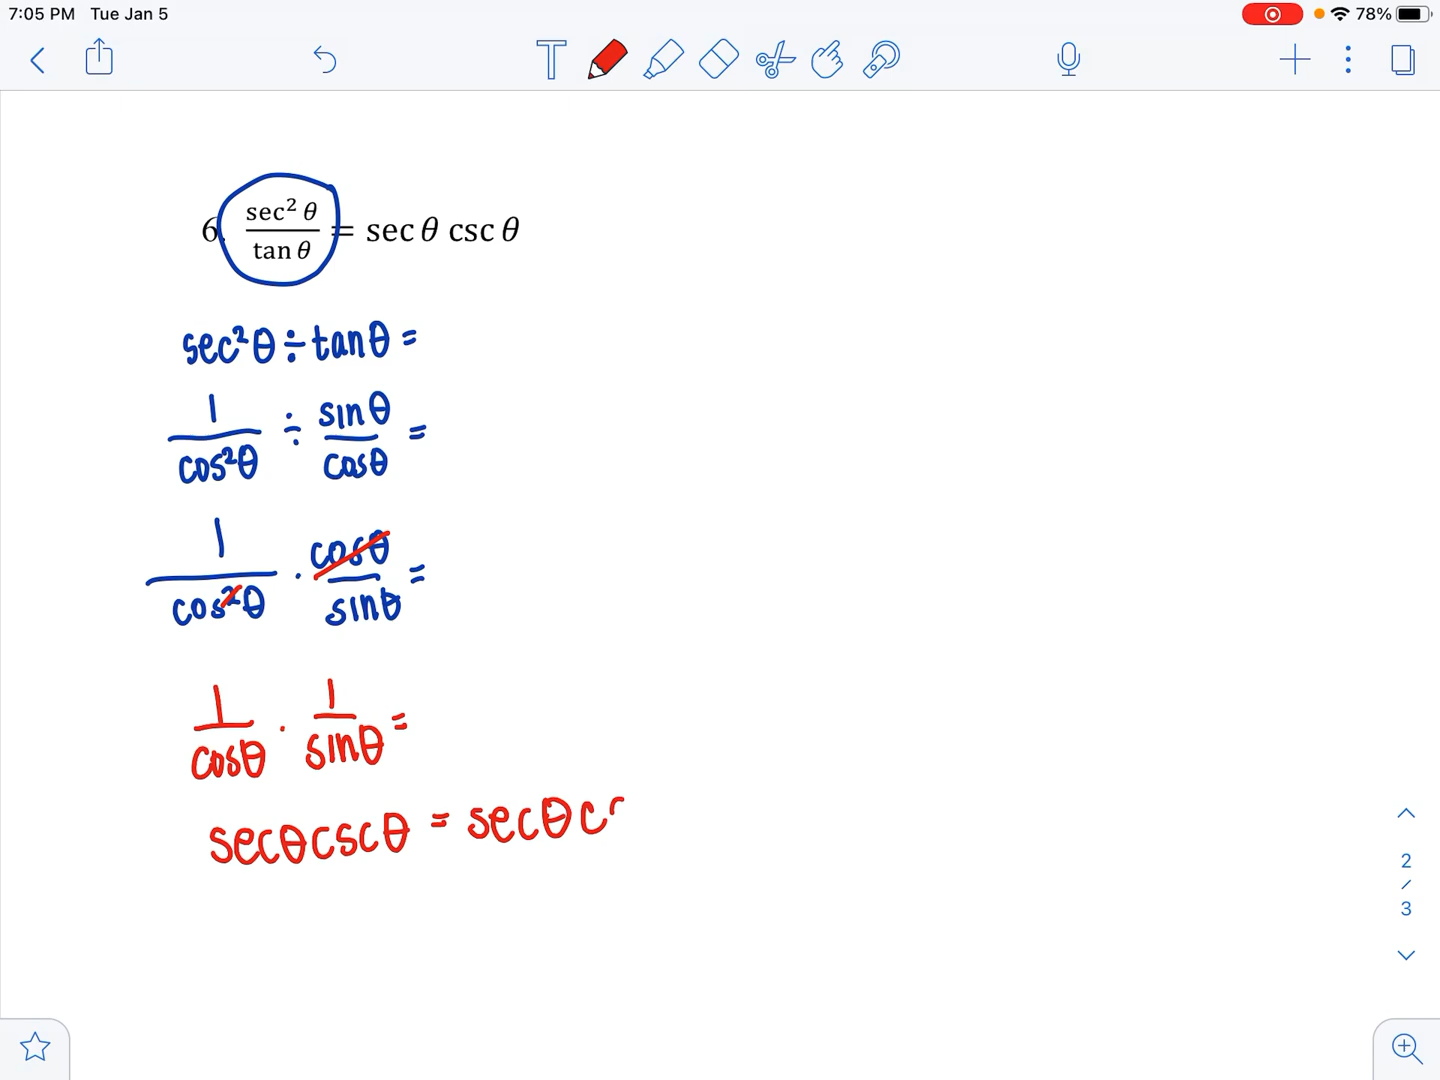 7:05 PM Tue Jan 5 78%
6. sec² θ / tan θ = sec θ csc θ
sec²θ ÷ tanθ =
1/cos²θ ÷ sinθ/cosθ =
1/cos²θ · cosθ/sinθ =
1/cosθ · 1/sinθ =
secθcscθ = secθc
2
/
3